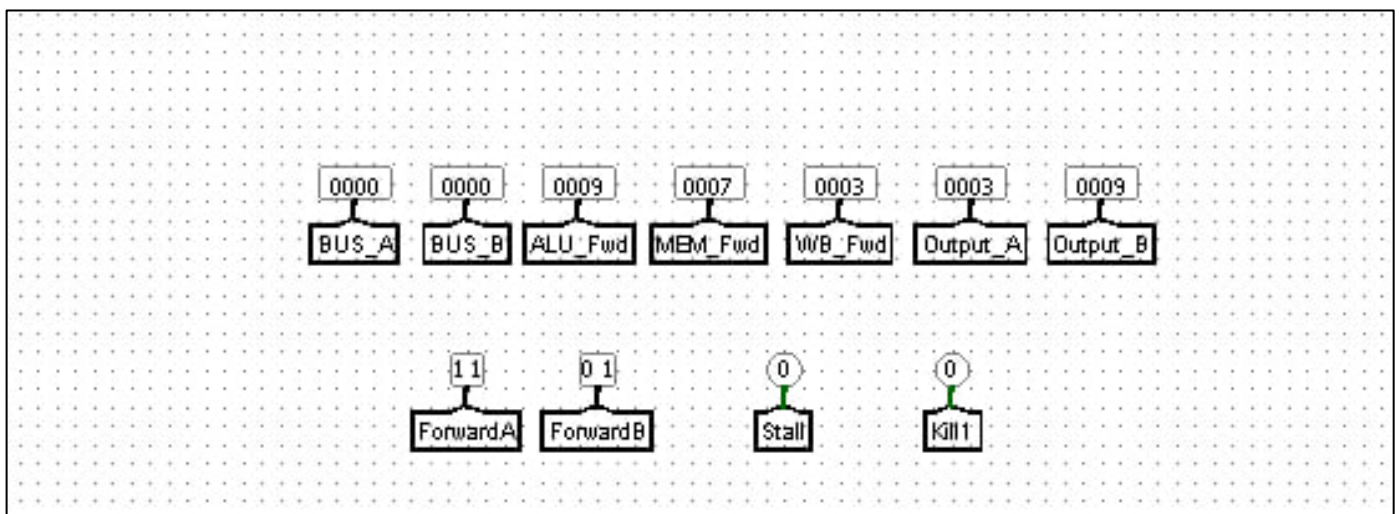 0000 0000 0009 0007 0003 0003 0009
BUS_A BUS_B ALU_Fwd MEM_Fwd WB_Fwd Output_A Output_B
1 1 0 1 0 0
ForwardA ForwardB Stall Kill1